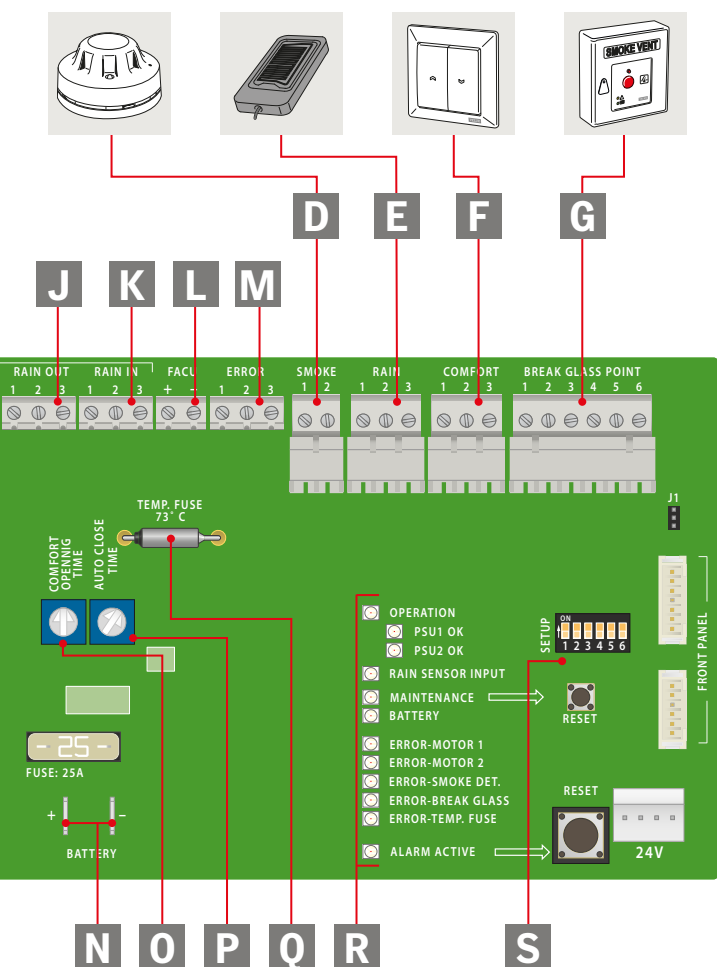 SMOKE VENT
D E F G
J K L M
RAIN OUT RAIN IN FACU ERROR SMOKE RAIN COMFORT BREAK GLASS POINT
1 2 3 1 2 3 + - 1 2 3 1 2 1 2 3 1 2 3 1 2 3 4 5 6
J1
TEMP. FUSE
73° C
COMFORT
OPENNIG
TIME
AUTO CLOSE
TIME
OPERATION
PSU1 OK
PSU2 OK
RAIN SENSOR INPUT
MAINTENANCE
BATTERY
ERROR-MOTOR 1
ERROR-MOTOR 2
ERROR-SMOKE DET.
ERROR-BREAK GLASS
ERROR-TEMP. FUSE
ALARM ACTIVE
SETUP
ON
1 2 3 4 5 6
RESET
FRONT PANEL
RESET
24V
- 25 -
FUSE: 25A
+ -
BATTERY
N O P Q R S